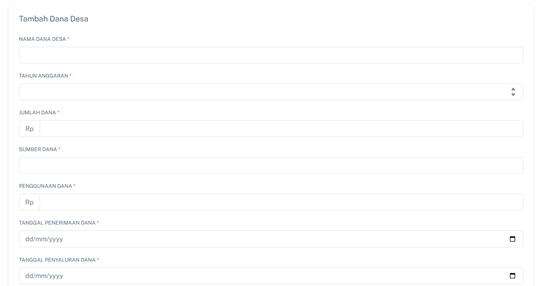 Tambah Dana Desa
NAMA DANA DESA *
TAHUN ANGGARAN *
JUMLAH DANA *
Rp
SUMBER DANA *
PENGGUNAAN DANA *
Rp
TANGGAL PENERIMAAN DANA *
dd/mm/yyyy
TANGGAL PENYALURAN DANA *
dd/mm/yyyy